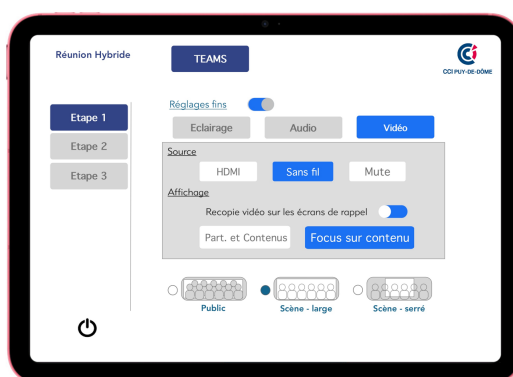 Réunion Hybride
TEAMS
CCI PUY-DE-DÔME
Réglages fins
Etape 1
Eclairage
Audio
Vidéo
Etape 2
Source
Etape 3
HDMI
Sans fil
Mute
Affichage
Recopie vidéo sur les écrans de rappel
Part. et Contenus
Focus sur contenu
Public
Scène - large
Scène - serré